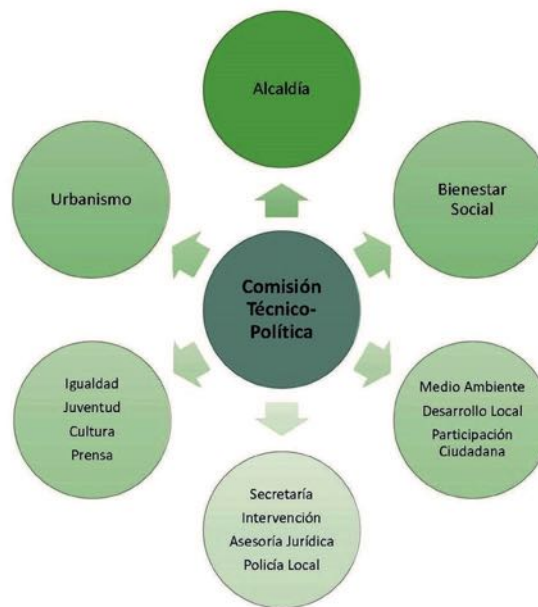 Alcaldía
Urbanismo
Bienestar
Social
Comisión
Técnico-
Política
Igualdad
Juventud
Cultura
Prensa
Medio Ambiente
Desarrollo Local
Participación
Ciudadana
Secretaría
Intervención
Asesoría Jurídica
Policía Local